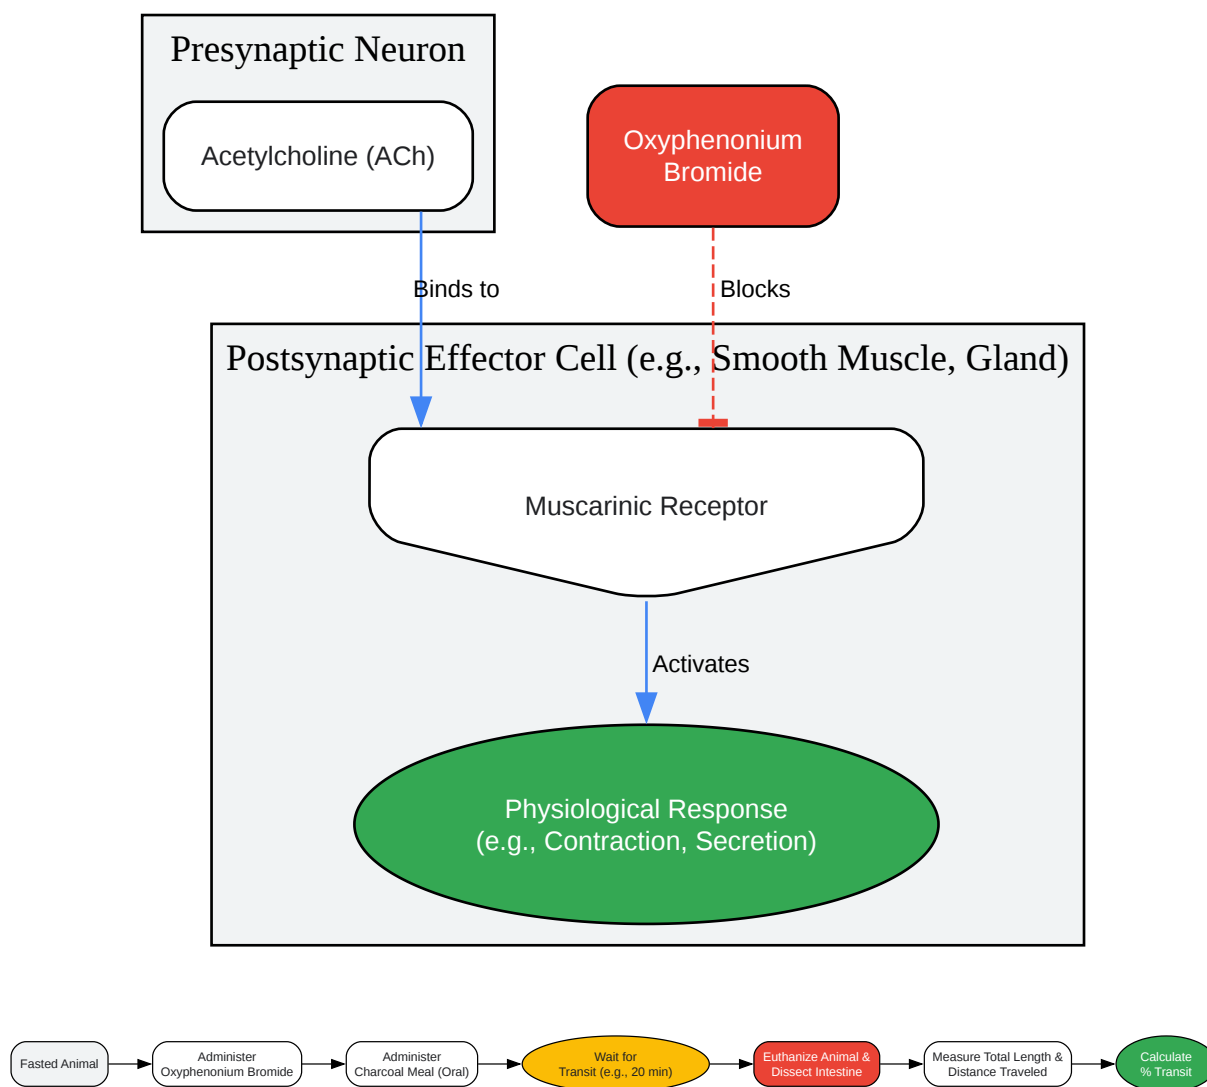 Presynaptic Neuron
Acetylcholine (ACh)
Oxyphenonium
Bromide
Binds to
Blocks
Postsynaptic Effector Cell (e.g., Smooth Muscle, Gland)
Muscarinic Receptor
Activates
Physiological Response
(e.g., Contraction, Secretion)
Fasted Animal
Administer
Oxyphenonium Bromide
Administer
Charcoal Meal (Oral)
Wait for
Transit (e.g., 20 min)
Euthanize Animal &
Dissect Intestine
Measure Total Length &
Distance Traveled
Calculate
% Transit